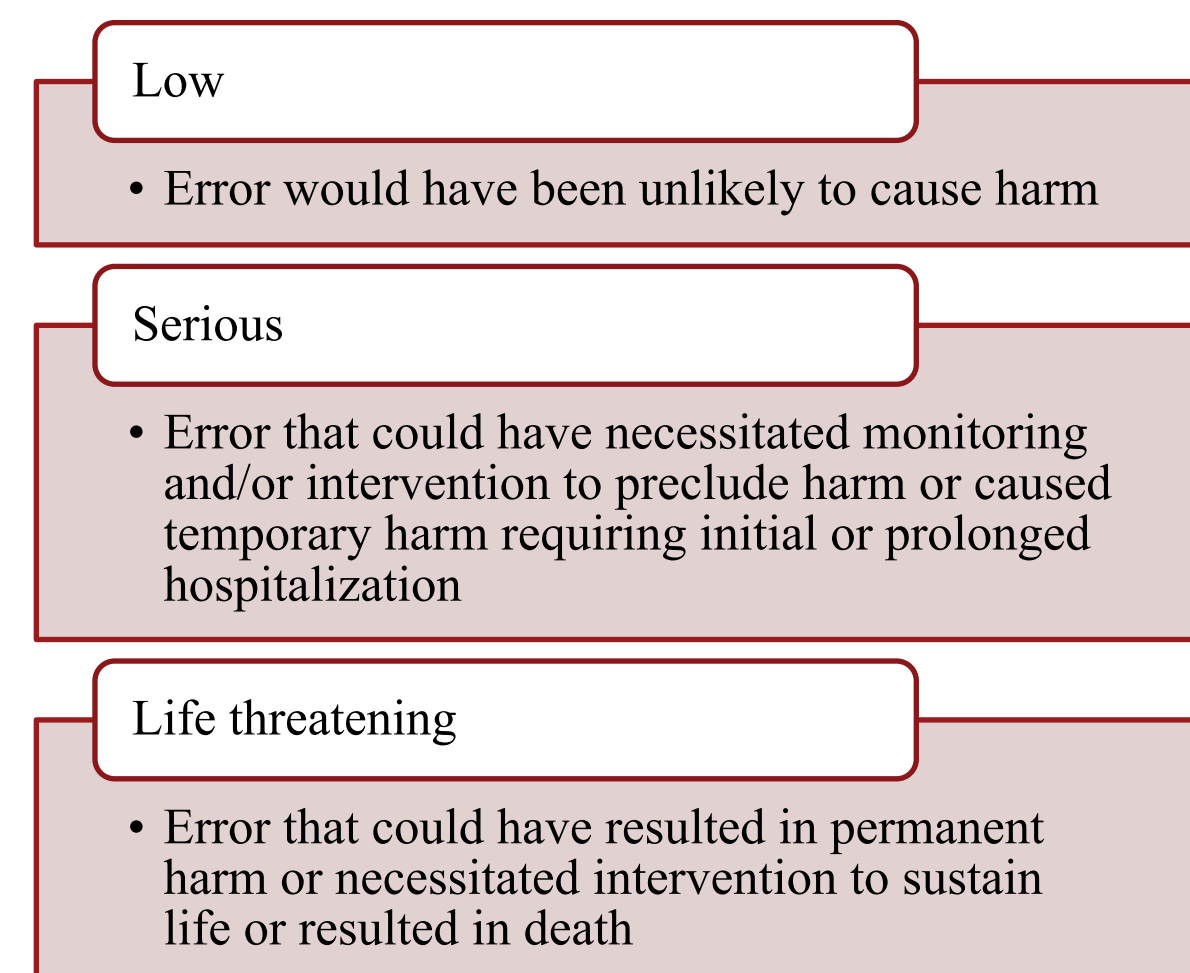 Low
• Error would have been unlikely to cause harm
Serious
• Error that could have necessitated monitoring
and/or intervention to preclude harm or caused
temporary harm requiring initial or prolonged
hospitalization
Life threatening
• Error that could have resulted in permanent
harm or necessitated intervention to sustain
life or resulted in death